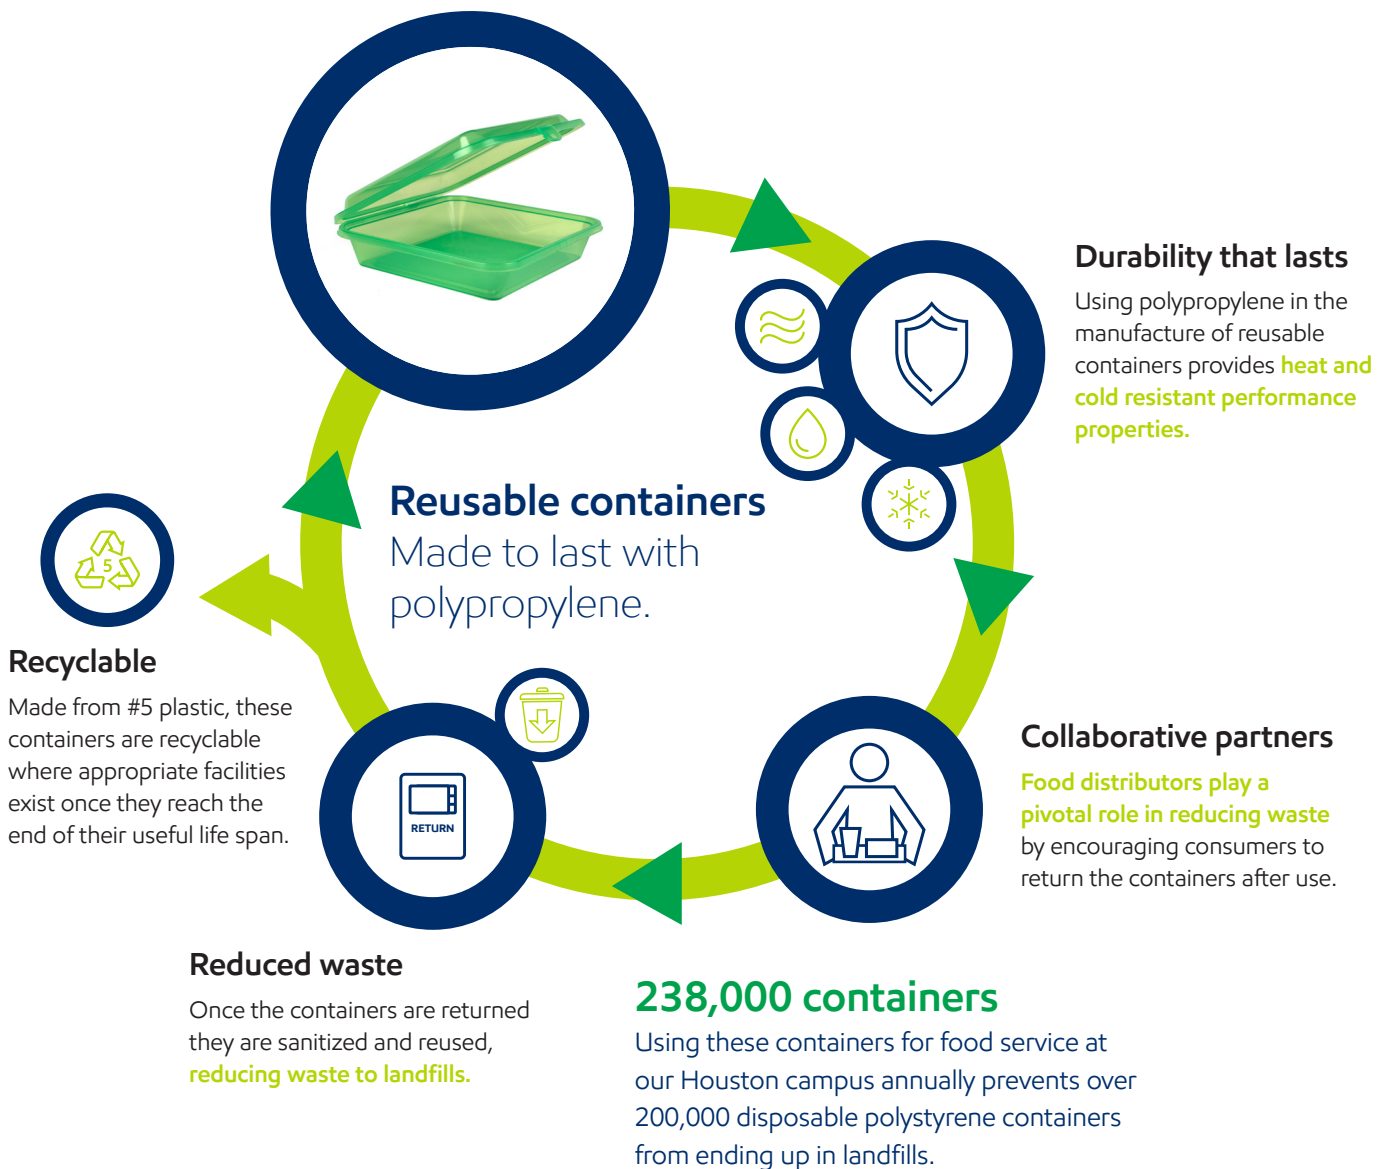 Durability that lasts
Using polypropylene in the
manufacture of reusable
containers provides heat and
cold resistant performance
properties.
Reusable containers
Made to last with
polypropylene.
5
Recyclable
Made from #5 plastic, these
containers are recyclable
where appropriate facilities
exist once they reach the
end of their useful life span.
RETURN
Collaborative partners
Food distributors play a
pivotal role in reducing waste
by encouraging consumers to
return the containers after use.
Reduced waste
Once the containers are returned
they are sanitized and reused,
reducing waste to landfills.
238,000 containers
Using these containers for food service at
our Houston campus annually prevents over
200,000 disposable polystyrene containers
from ending up in landfills.